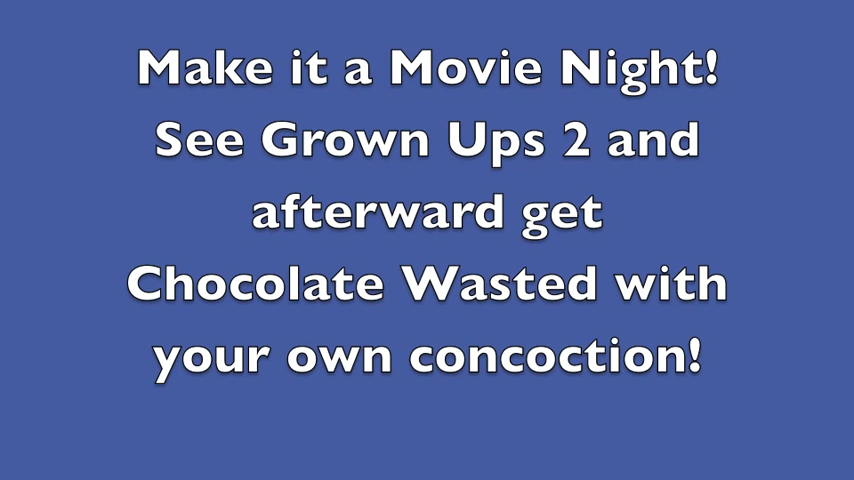 Make it a Movie Night!
See Grown Ups 2 and
afterward get
Chocolate Wasted with
your own concoction!